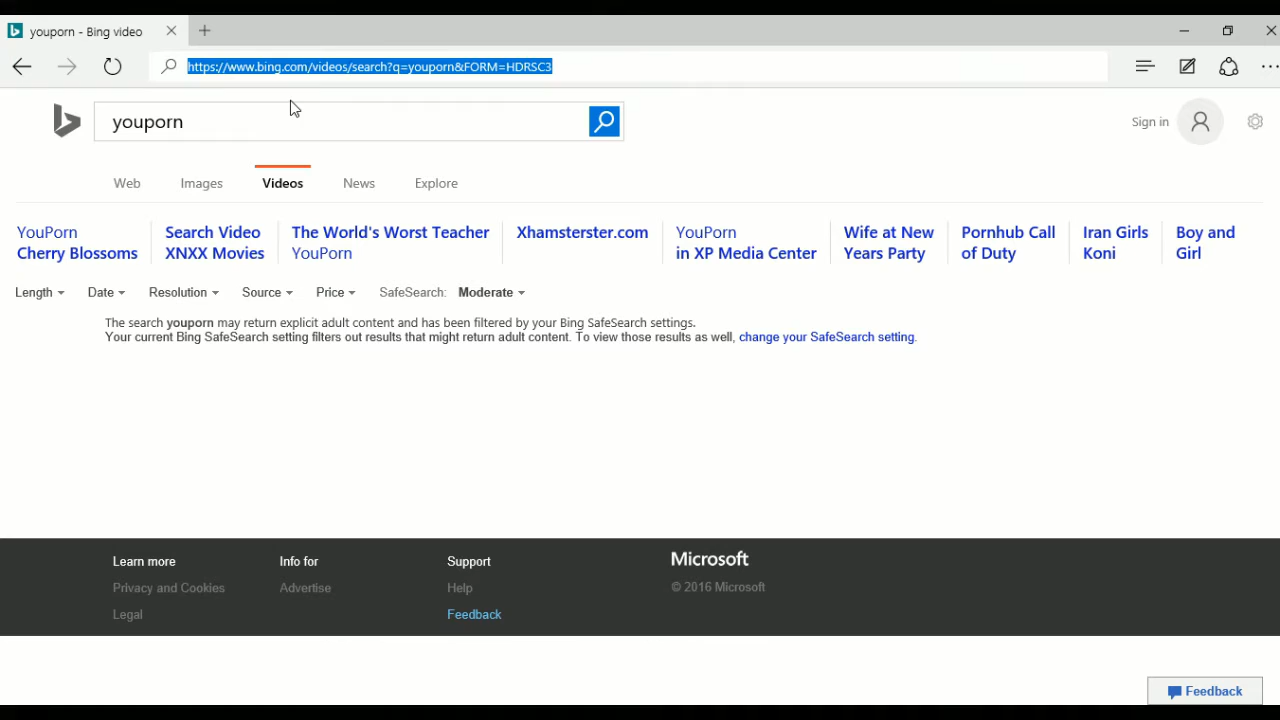 youporn - Bing video
https://www.bing.com/videos/search?q=youporn&FORM=HDRSC3
youporn
Sign in
Web Images Videos News Explore
YouPorn Cherry Blossoms
Search Video XNXX Movies
The World's Worst Teacher YouPorn
Xhamsterster.com
YouPorn in XP Media Center
Wife at New Years Party
Pornhub Call of Duty
Iran Girls Koni
Boy and Girl
Length Date Resolution Source Price SafeSearch: Moderate
The search youporn may return explicit adult content and has been filtered by your Bing SafeSearch settings.
Your current Bing SafeSearch setting filters out results that might return adult content. To view those results as well, change your SafeSearch setting.
Learn more
Privacy and Cookies
Legal
Info for
Advertise
Support
Help
Feedback
Microsoft
© 2016 Microsoft
Feedback